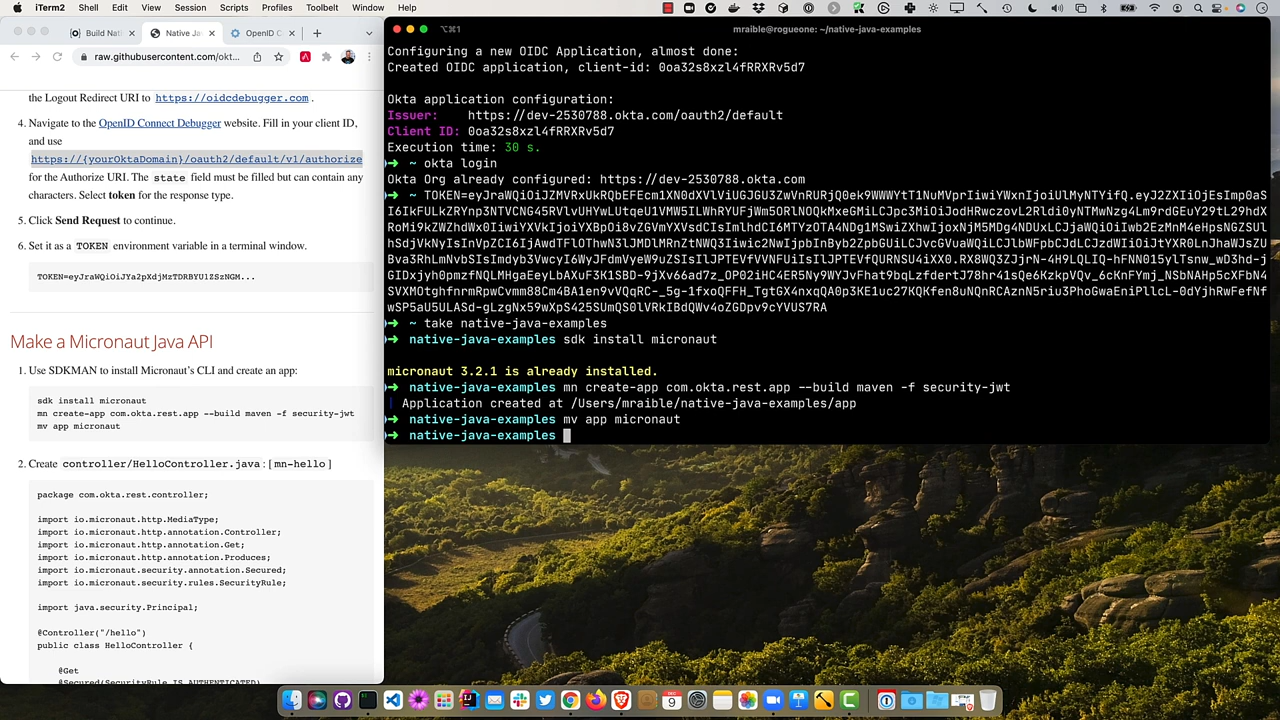 iTerm2 Shell Edit View Session Scripts Profiles Toolbelt Window Help
Build Nati
Native Ja
OpenID C
raw.githubusercontent.com/okt...
⌥⌘1
mraible@rogueone: ~/native-java-examples
the Logout Redirect URI to https://oidcdebugger.com .
4. Navigate to the OpenID Connect Debugger website. Fill in your client ID,
and use
https://{yourOktaDomain}/oauth2/default/v1/authorize
for the Authorize URI. The state field must be filled but can contain any
characters. Select token for the response type.
5. Click Send Request to continue.
6. Set it as a TOKEN environment variable in a terminal window.
TOKEN=eyJraWQiOiJYa2pXdjMzTDRBYU1ZSzNGM...
Make a Micronaut Java API
1. Use SDKMAN to install Micronaut's CLI and create an app:
sdk install micronaut
mn create-app com.okta.rest.app --build maven -f security-jwt
mv app micronaut
2. Create controller/HelloController.java : [ mn-hello ]
package com.okta.rest.controller;
import io.micronaut.http.MediaType;
import io.micronaut.http.annotation.Controller;
import io.micronaut.http.annotation.Get;
import io.micronaut.http.annotation.Produces;
import io.micronaut.security.annotation.Secured;
import io.micronaut.security.rules.SecurityRule;
import java.security.Principal;
@Controller("/hello")
public class HelloController {
@Get
@Secured(SecurityRule.IS_AUTHENTICATED)
Configuring a new OIDC Application, almost done:
Created OIDC application, client-id: 0oa32s8xzl4fRRXRv5d7
Okta application configuration:
Issuer: https://dev-2530788.okta.com/oauth2/default
Client ID: 0oa32s8xzl4fRRXRv5d7
Execution time: 30 s.
➜ ~ okta login
Okta Org already configured: https://dev-2530788.okta.com
➜ ~ TOKEN=
➜ ~ take native-java-examples
➜ native-java-examples sdk install micronaut
micronaut 3.2.1 is already installed.
➜ native-java-examples mn create-app com.okta.rest.app --build maven -f security-jwt
| Application created at /Users/mraible/native-java-examples/app
➜ native-java-examples mv app micronaut
➜ native-java-examples